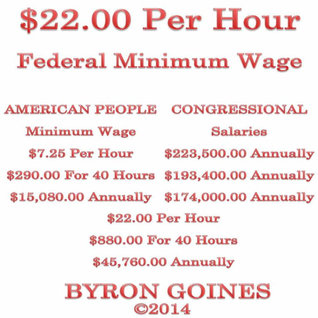 $22.00 Per Hour
Federal Minimum Wage
AMERICAN PEOPLE CONGRESSIONAL
Minimum Wage Salaries
$7.25 Per Hour $223,500.00 Annually
$290.00 For 40 Hours $193,400.00 Annually
$15,080.00 Annually $174,000.00 Annually
$22.00 Per Hour
$880.00 For 40 Hours
$45,760.00 Annually
BYRON GOINES
©2014